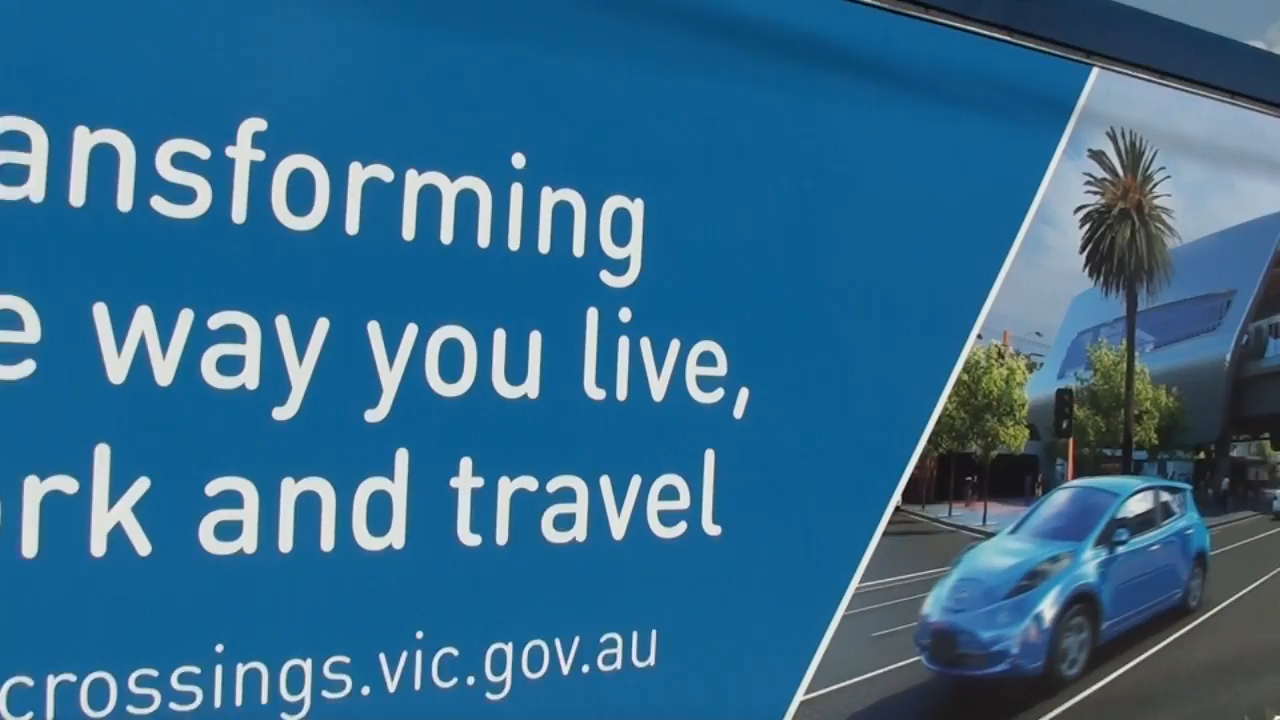 ansforming
e way you live,
rk and travel
crossings.vic.gov.au